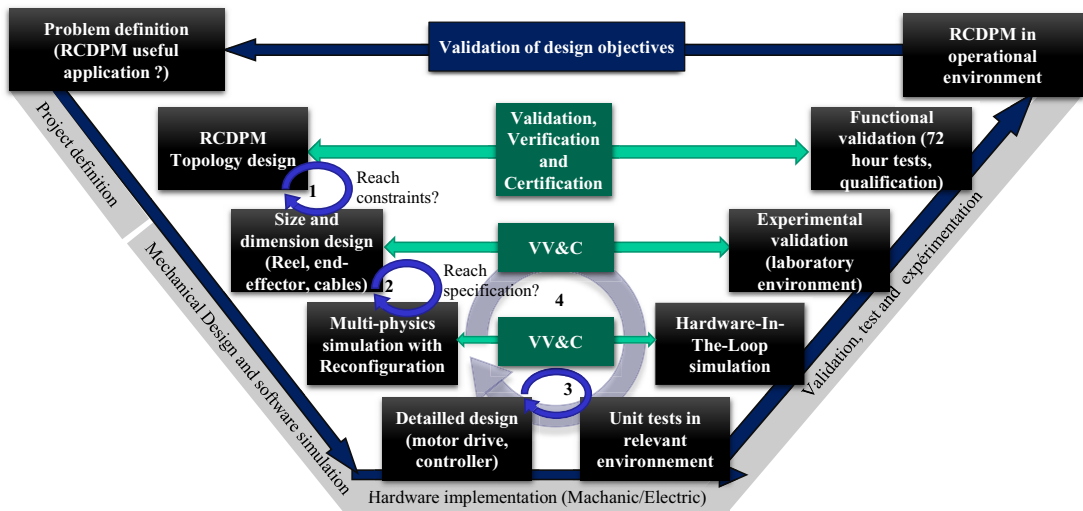 Problem definition
(RCDPM useful
application ?)
Validation of design objectives
RCDPM in
operational
environment
Project definition
RCDPM
Topology design
Validation,
Verification
and
Certification
Functional
validation (72
hour tests,
qualification)
1
Reach
constraints?
Size and
dimension design
(Reel, end-
effector, cables)
VV&C
Experimental
validation
(laboratory
environment)
2
Reach
specification?
4
Multi-physics
simulation with
Reconfiguration
VV&C
Hardware-In-
The-Loop
simulation
Mechanical Design and software simulation
Validation, test and expérimentation
3
Detailled design
(motor drive,
controller)
Unit tests in
relevant
environnement
Hardware implementation (Machanic/Electric)